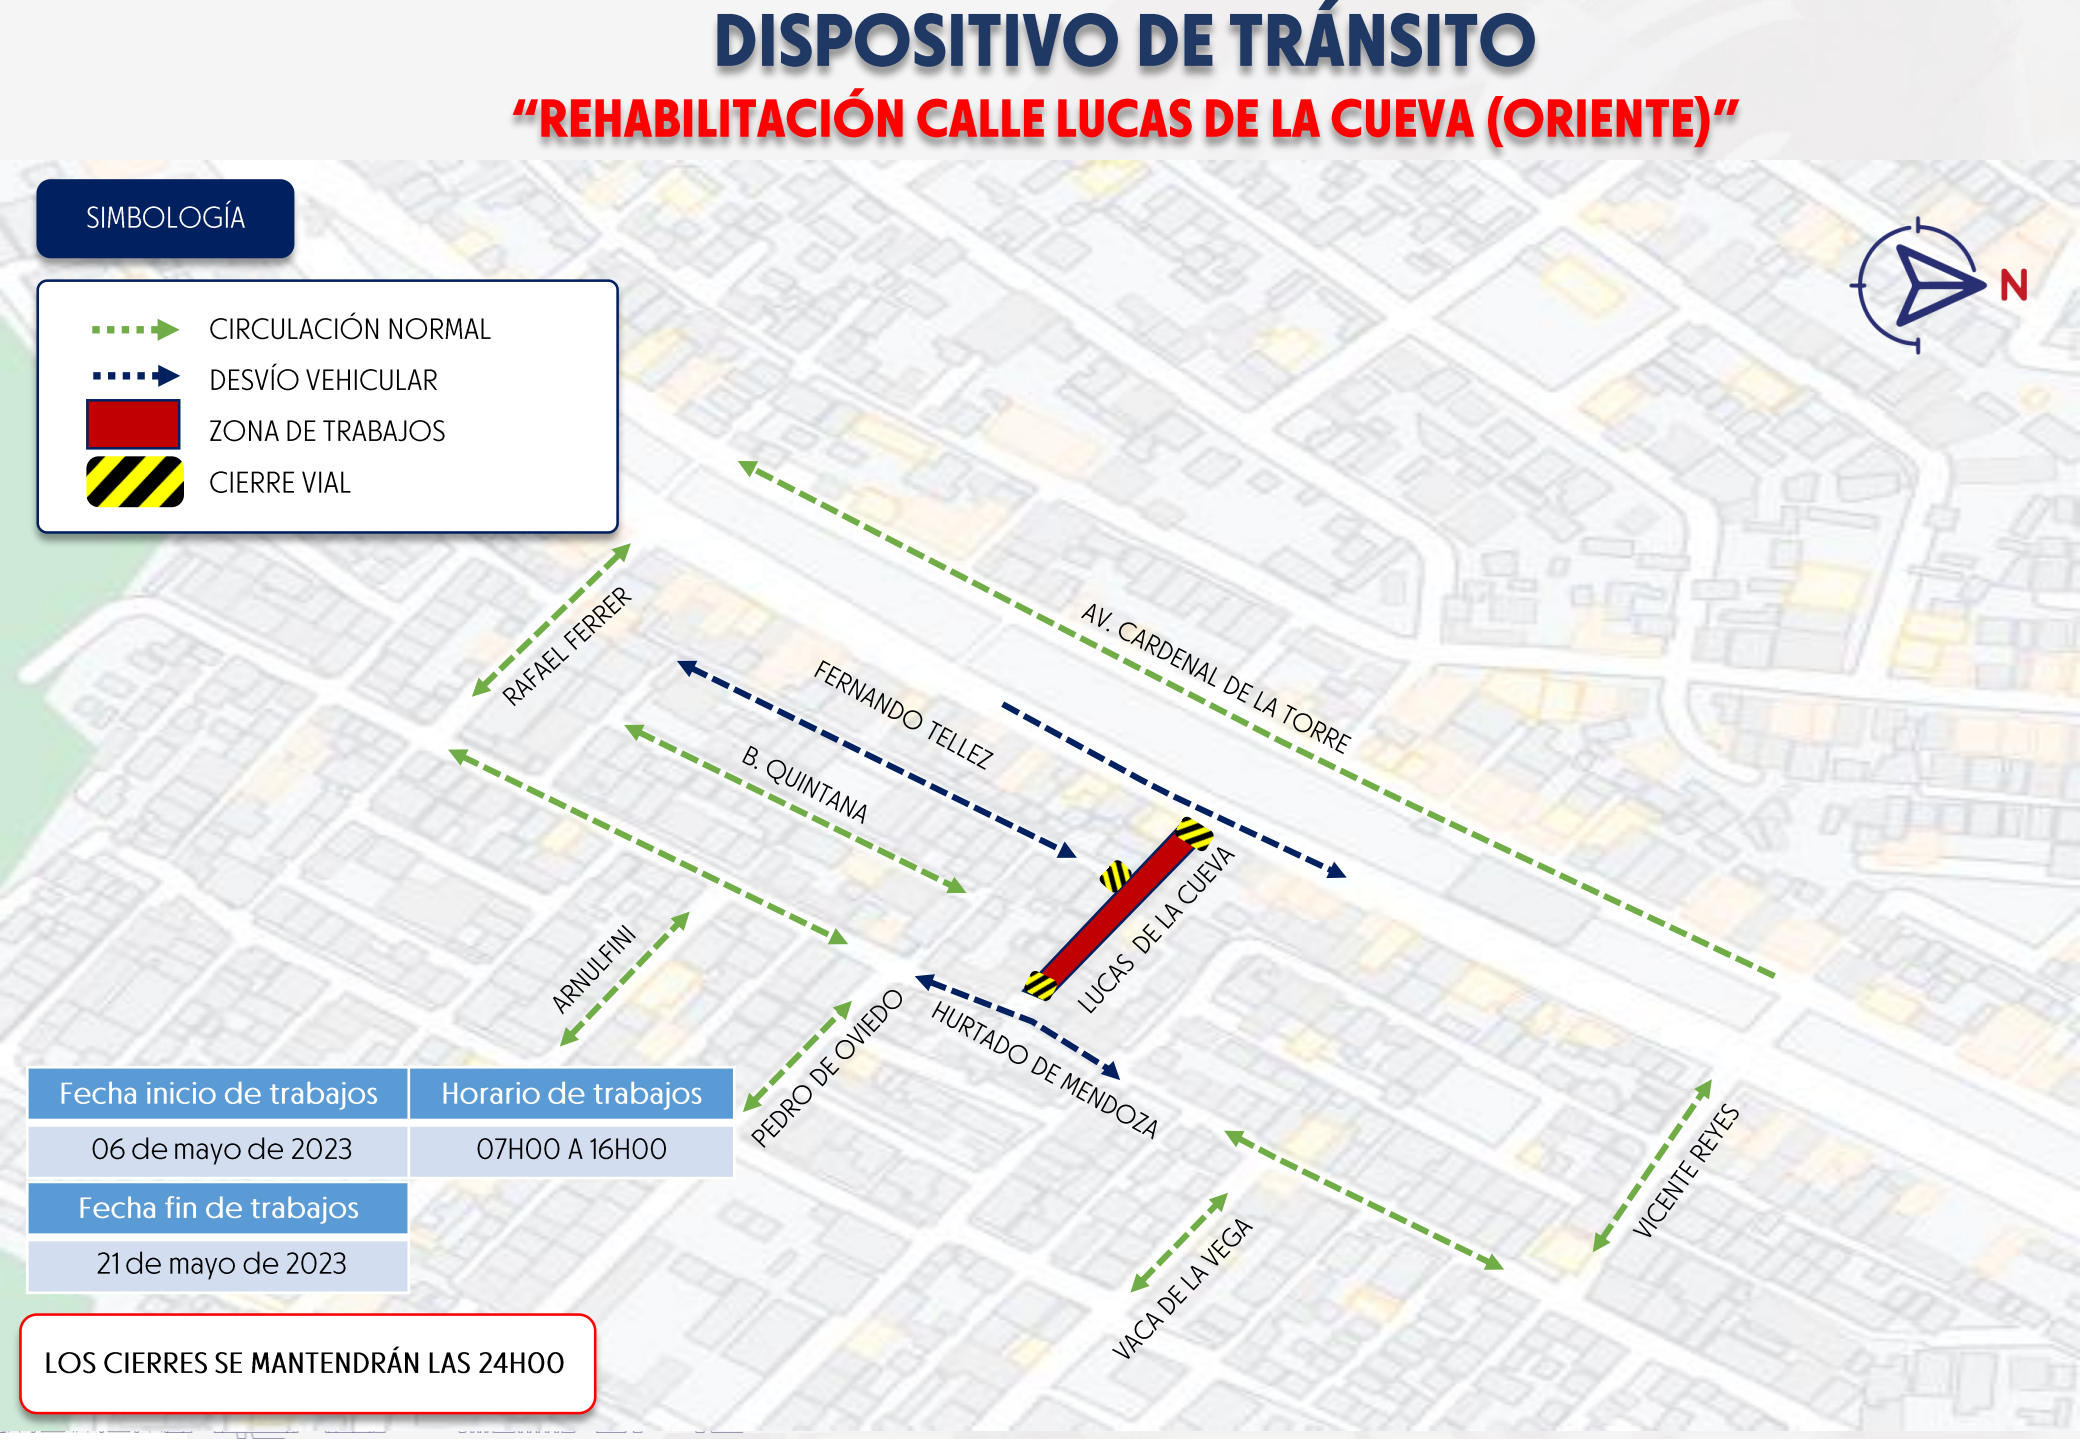 DISPOSITIVO DE TRÁNSITO
“REHABILITACIÓN CALLE LUCAS DE LA CUEVA (ORIENTE)”
SIMBOLOGÍA
CIRCULACIÓN NORMAL
DESVÍO VEHICULAR
ZONA DE TRABAJOS
CIERRE VIAL
N
RAFAEL FERRER
AV. CARDENAL DE LA TORRE
FERNANDO TELLEZ
B. QUINTANA
LUCAS DE LA CUEVA
ARNULFINI
PEDRO DE OVIEDO
HURTADO DE MENDOZA
VICENTE REYES
VACA DE LA VEGA
Fecha inicio de trabajos
Horario de trabajos
06 de mayo de 2023
07H00 A 16H00
Fecha fin de trabajos
21 de mayo de 2023
LOS CIERRES SE MANTENDRÁN LAS 24H00